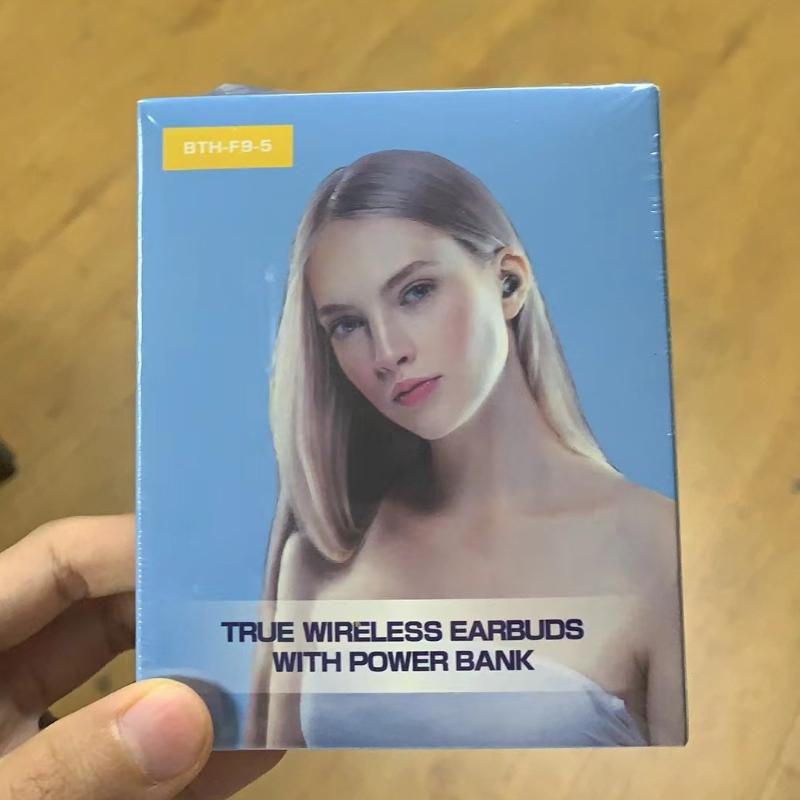 BTH-F9-5
TRUE WIRELESS EARBUDS
WITH POWER BANK